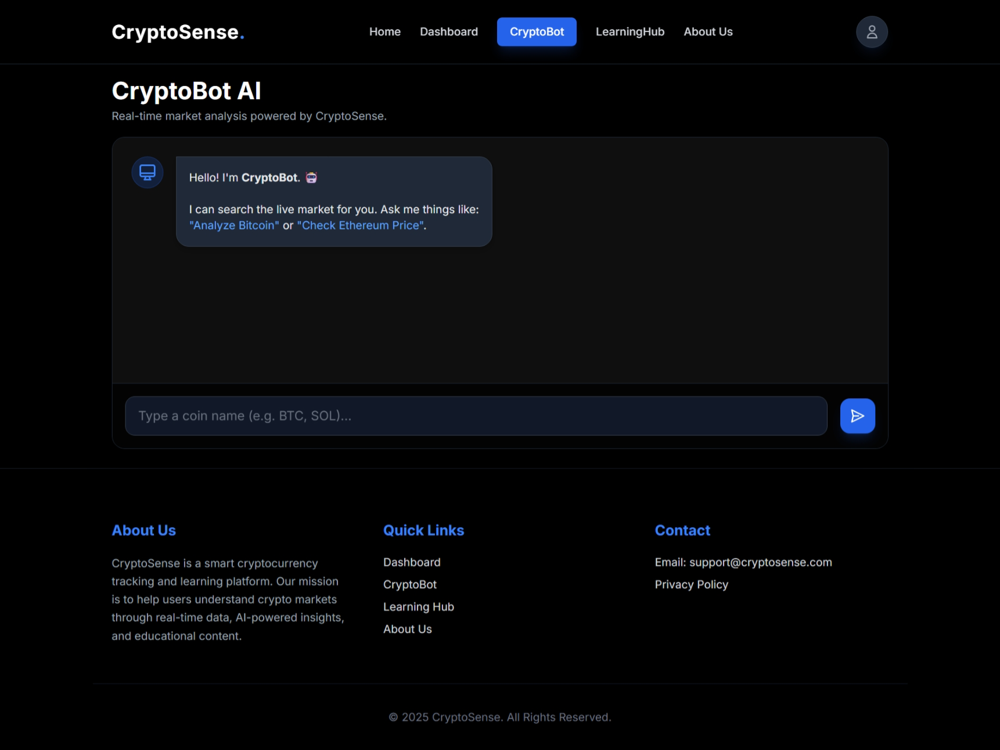 CryptoSense.
Home
Dashboard
CryptoBot
LearningHub
About Us
CryptoBot AI
Real-time market analysis powered by CryptoSense.
Hello! I'm CryptoBot. 🤖
I can search the live market for you. Ask me things like:
"Analyze Bitcoin" or "Check Ethereum Price".
Type a coin name (e.g. BTC, SOL)...
About Us
CryptoSense is a smart cryptocurrency
tracking and learning platform. Our mission
is to help users understand crypto markets
through real-time data, AI-powered insights,
and educational content.
Quick Links
Dashboard
CryptoBot
Learning Hub
About Us
Contact
Email: support@cryptosense.com
Privacy Policy
© 2025 CryptoSense. All Rights Reserved.